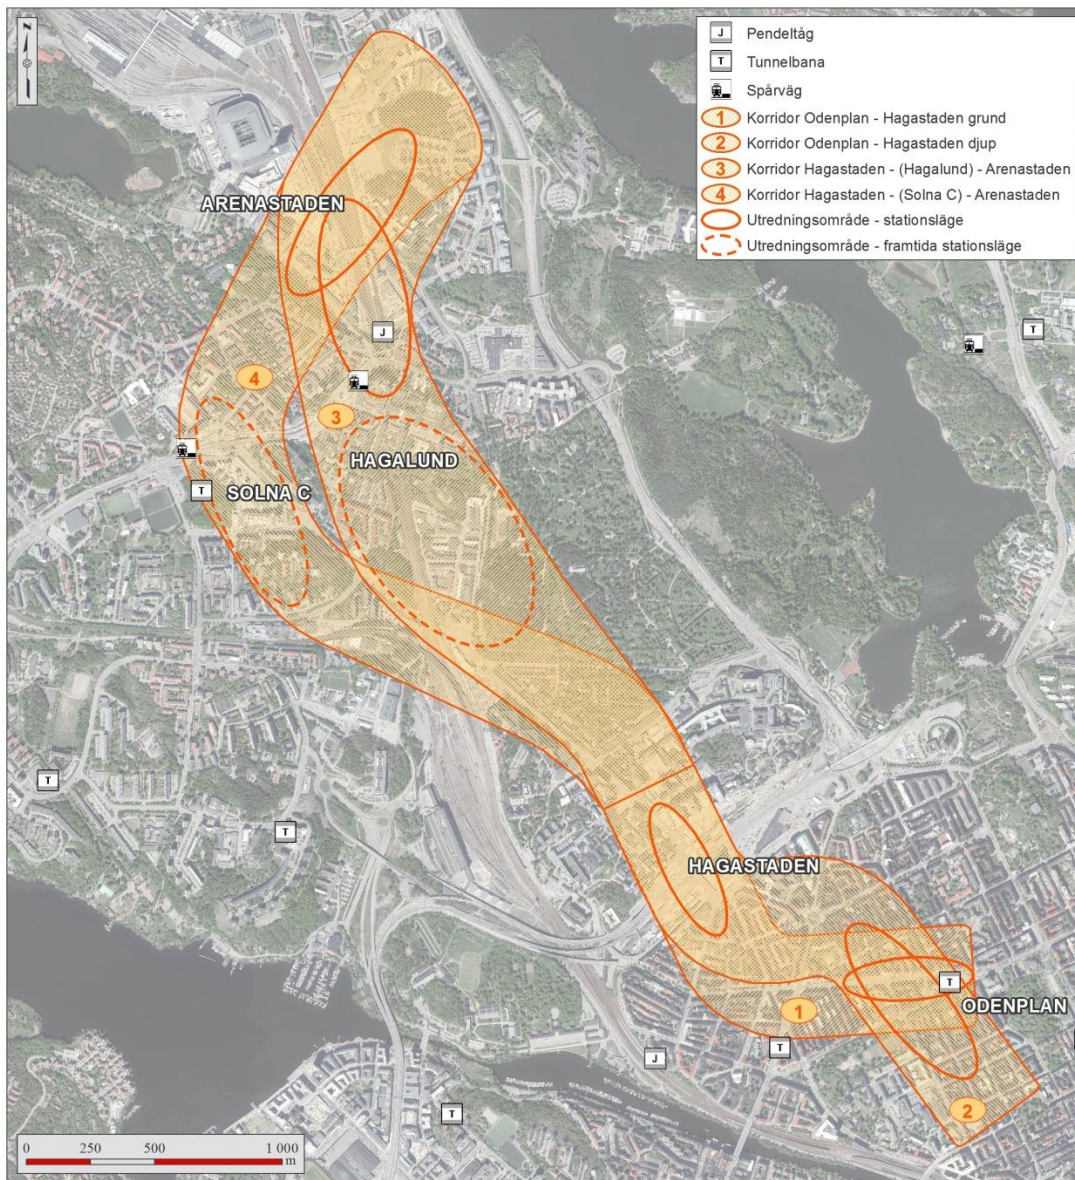 N
J Pendeltåg
T Tunnelbana
Spårväg
1 Korridor Odenplan - Hagastaden grund
2 Korridor Odenplan - Hagastaden djup
3 Korridor Hagastaden - (Hagalund) - Arenastaden
4 Korridor Hagastaden - (Solna C) - Arenastaden
Utredningsområde - stationsläge
Utredningsområde - framtida stationsläge
ARENASTADEN
J
T
4
3
HAGALUND
SOLNA C
T
T
T
HAGASTADEN
T
ODENPLAN
1
T
J
T
2
0 250 500 1 000
m